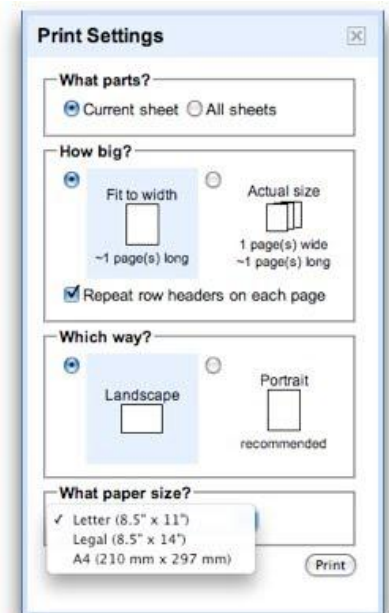 Print Settings
What parts?
Current sheet All sheets
How big?
Fit to width
~1 page(s) long
Actual size
1 page(s) wide
~1 page(s) long
Repeat row headers on each page
Which way?
Landscape
Portrait
recommended
What paper size?
✓ Letter (8.5" x 11")
Legal (8.5" x 14")
A4 (210 mm x 297 mm)
Print